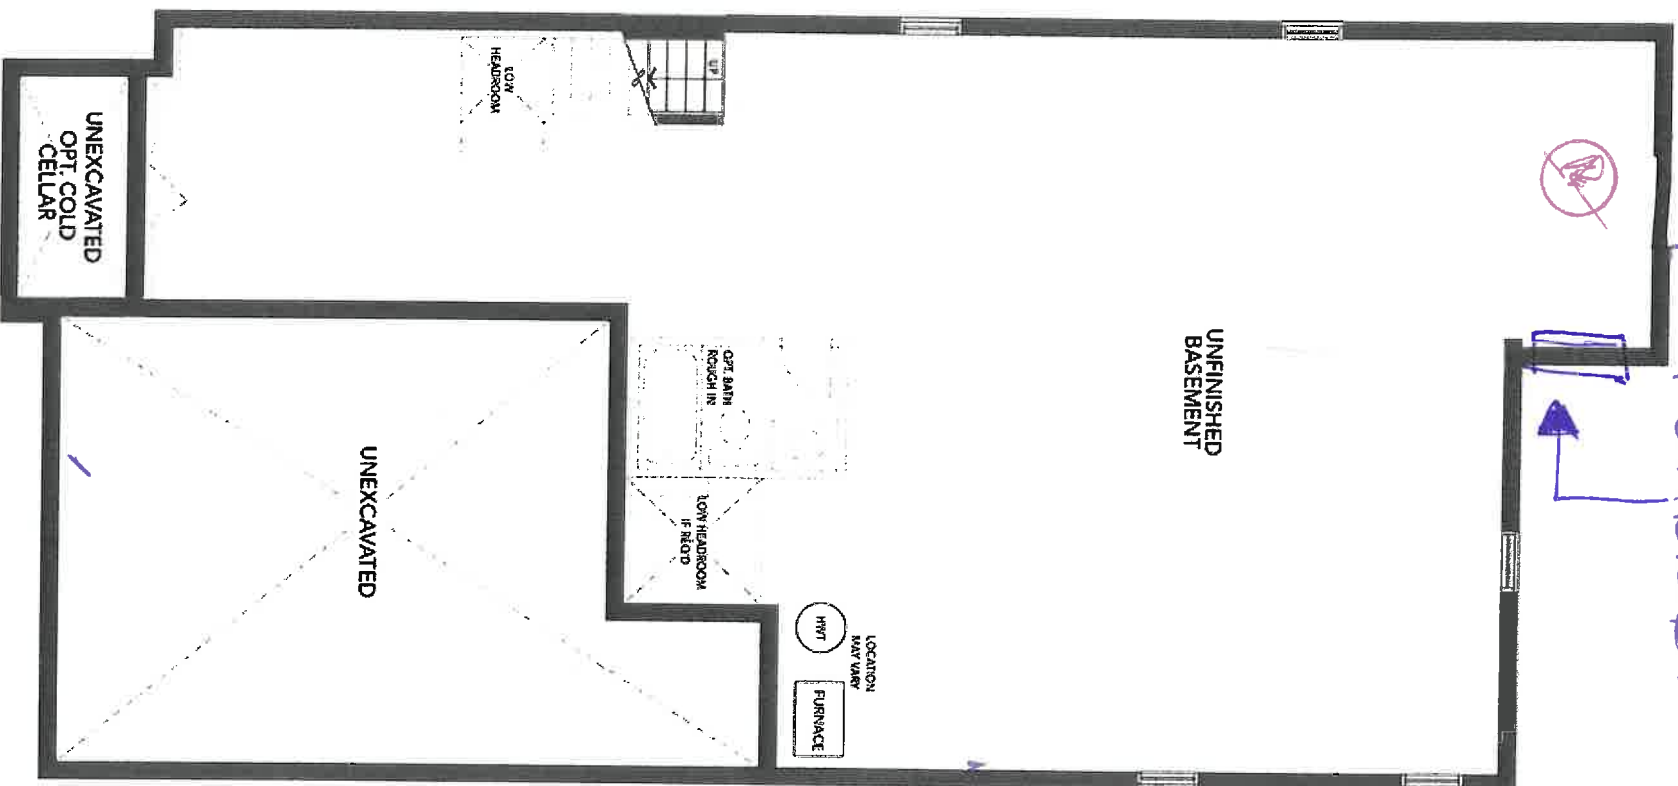 UP
LOW
HEADROOM
UNEXCAVATED
OPT. COLD
CELLAR
UNFINISHED
BASEMENT
OPT. BATH
ROUGH IN
LOW HEADROOM
IF REQ'D
UNEXCAVATED
HWT
LOCATION
MAY VARY
FURNACE